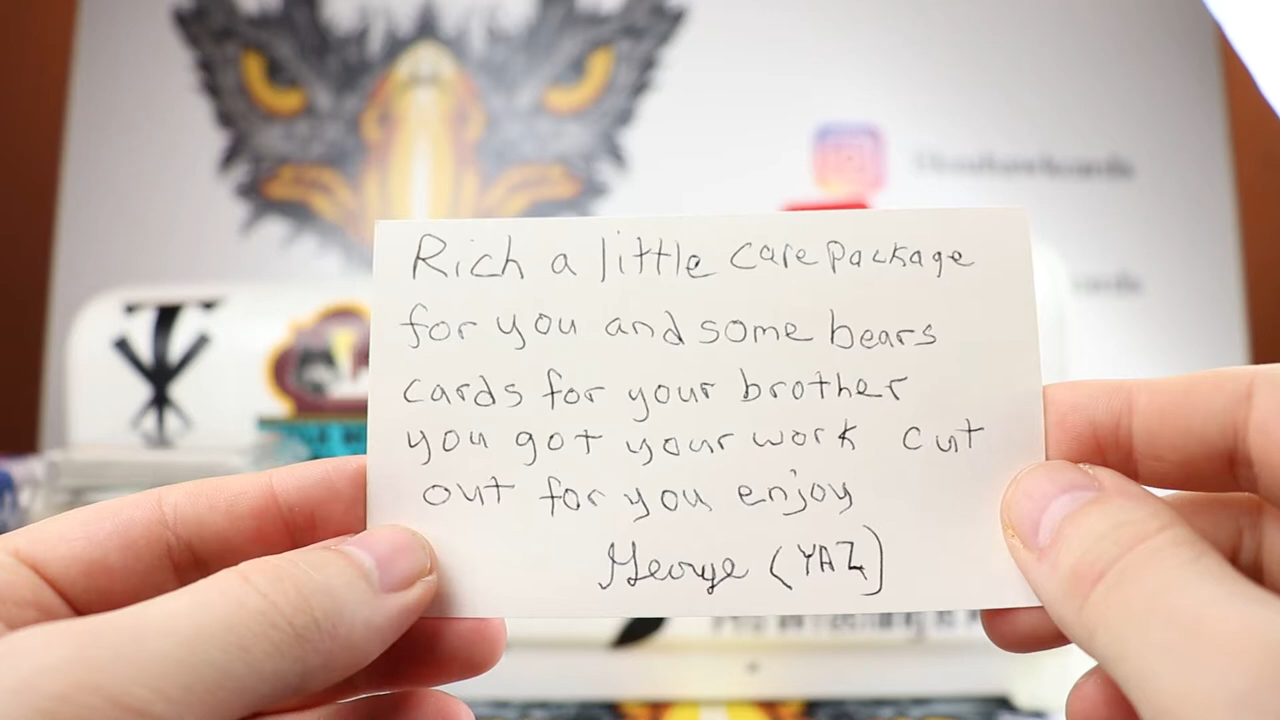 Rich a little care package
for you and some bears
cards for your brother
you got your work cut
out for you enjoy
George (YAZ)